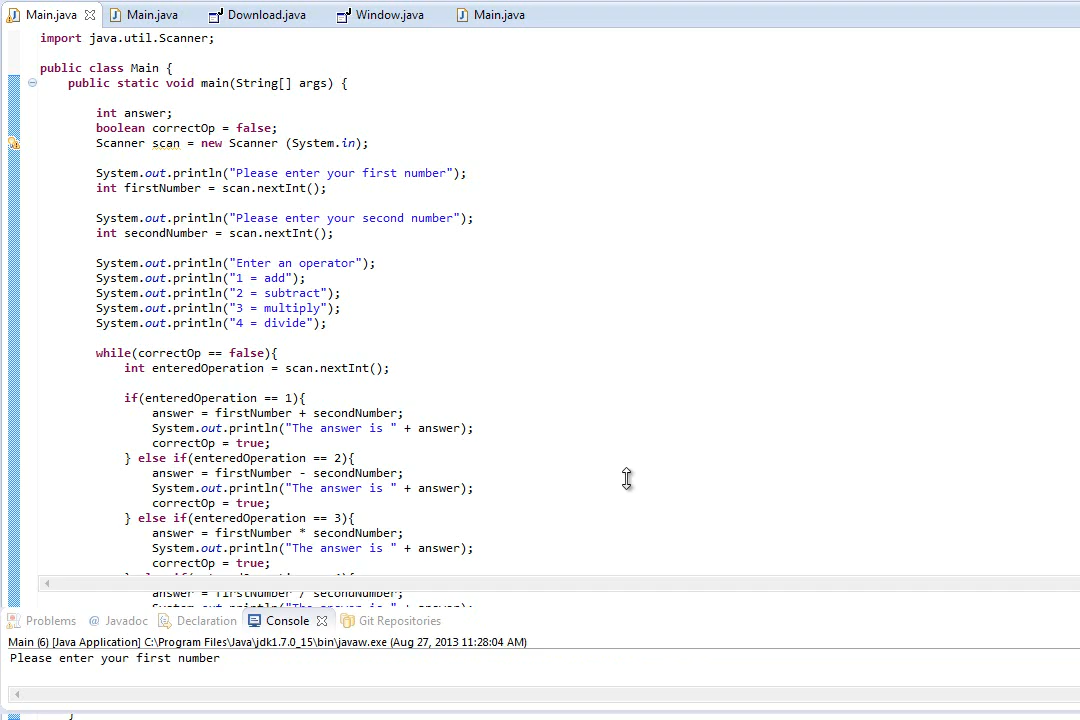 Main.java Main.java Download.java Window.java Main.java
import java.util.Scanner;
public class Main {
public static void main(String[] args) {
int answer;
boolean correctOp = false;
Scanner scan = new Scanner (System.in);
System.out.println("Please enter your first number");
int firstNumber = scan.nextInt();
System.out.println("Please enter your second number");
int secondNumber = scan.nextInt();
System.out.println("Enter an operator");
System.out.println("1 = add");
System.out.println("2 = subtract");
System.out.println("3 = multiply");
System.out.println("4 = divide");
while(correctOp == false){
int enteredOperation = scan.nextInt();
if(enteredOperation == 1){
answer = firstNumber + secondNumber;
System.out.println("The answer is " + answer);
correctOp = true;
} else if(enteredOperation == 2){
answer = firstNumber - secondNumber;
System.out.println("The answer is " + answer);
correctOp = true;
} else if(enteredOperation == 3){
answer = firstNumber * secondNumber;
System.out.println("The answer is " + answer);
correctOp = true;
answer = firstNumber / secondNumber;
Problems @ Javadoc Declaration Console Git Repositories
Main (6) [Java Application] C:\Program Files\Java\jdk1.7.0_15\bin\javaw.exe (Aug 27, 2013 11:28:04 AM)
Please enter your first number
}